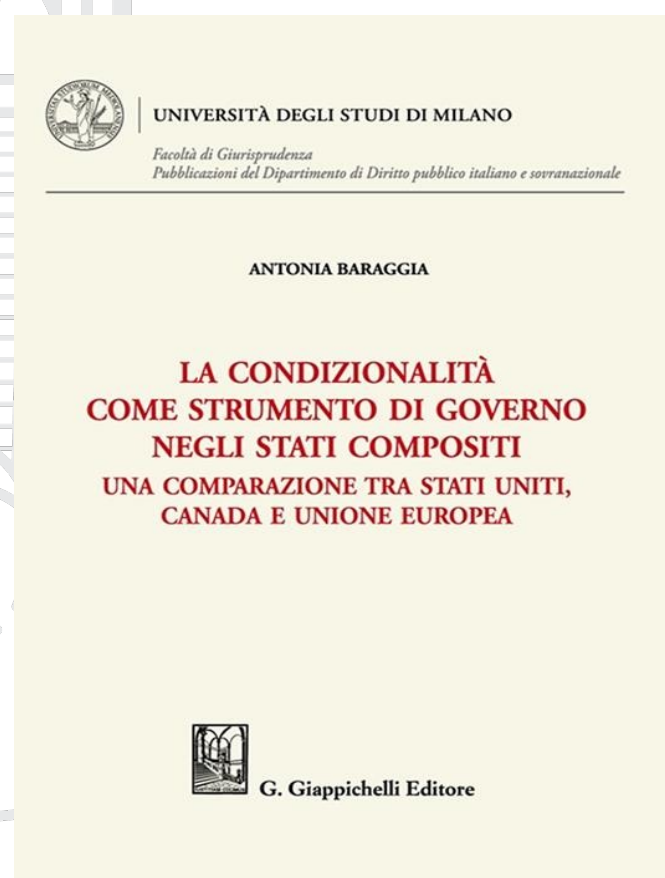 UNIVERSITÀ DEGLI STUDI DI MILANO
Facoltà di Giurisprudenza
Pubblicazioni del Dipartimento di Diritto pubblico italiano e sovranazionale
ANTONIA BARAGGIA
LA CONDIZIONALITÀ
COME STRUMENTO DI GOVERNO
NEGLI STATI COMPOSITI
UNA COMPARAZIONE TRA STATI UNITI,
CANADA E UNIONE EUROPEA
G. Giappichelli Editore